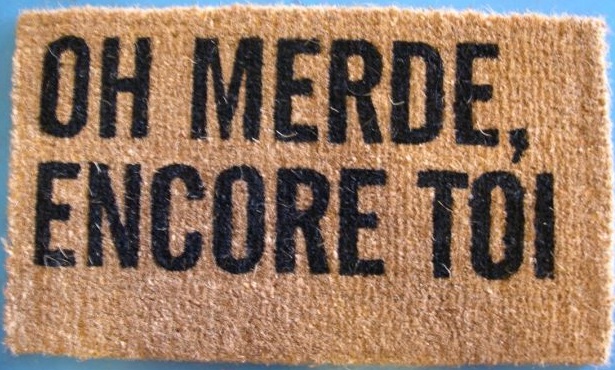 OH MERDE,
ENCORE TOI